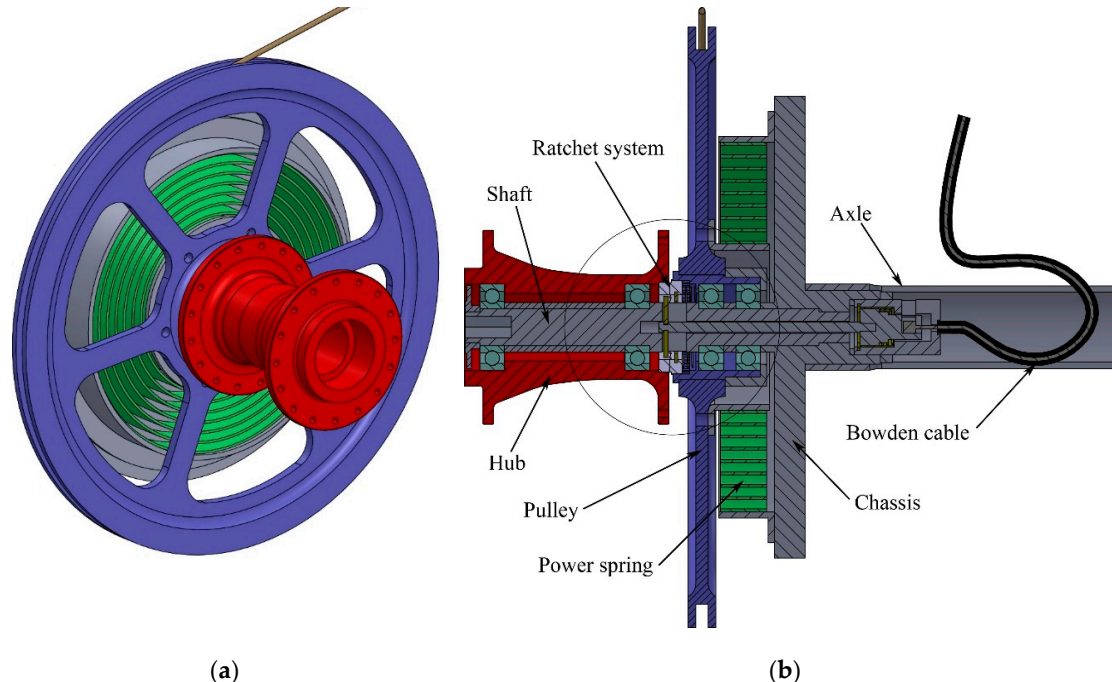 Ratchet system
Shaft
Axle
Hub
Bowden cable
Pulley
Chassis
Power spring
(a)
(b)